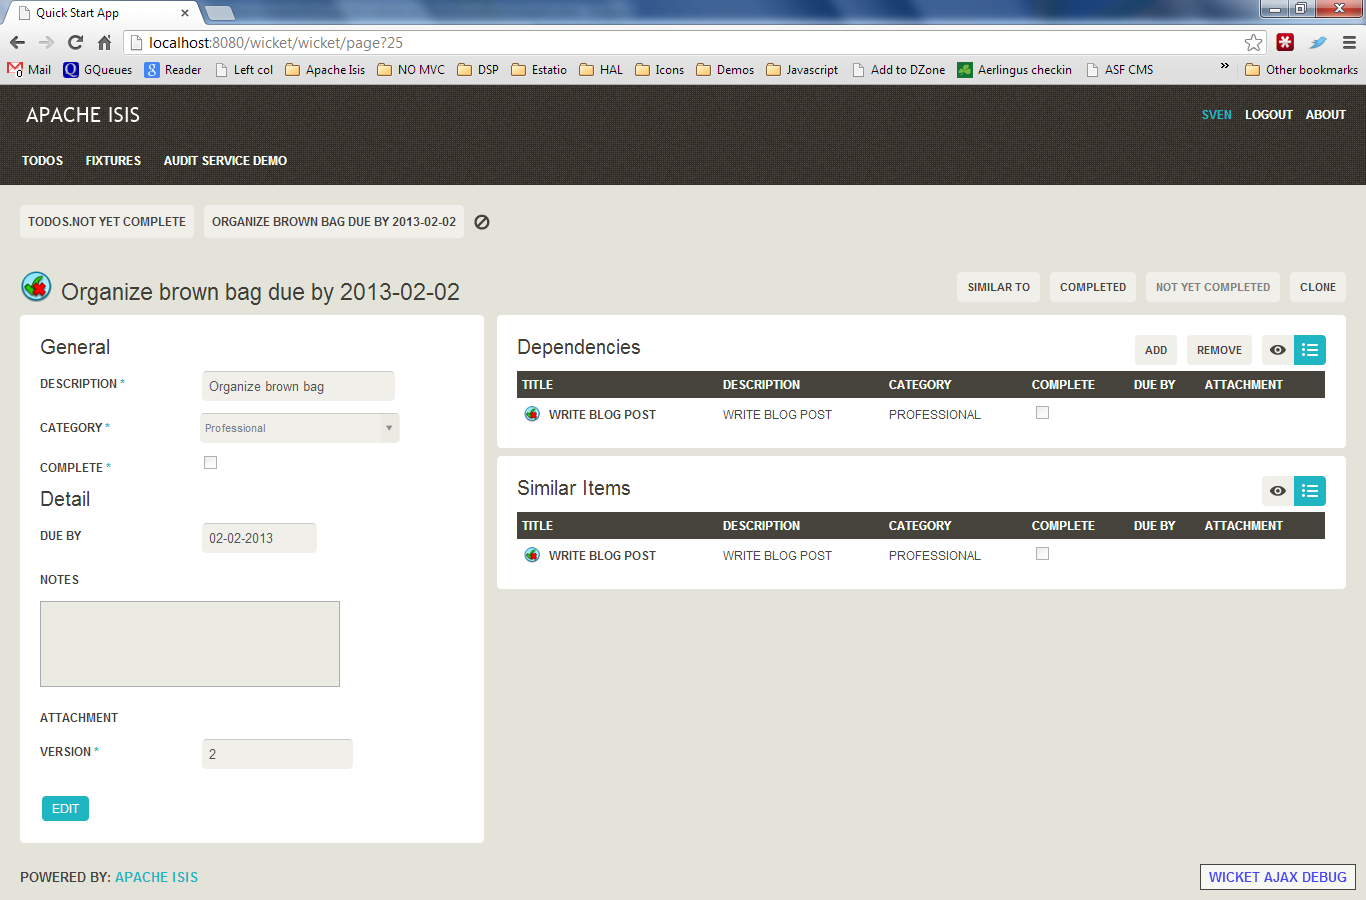 Quick Start App
localhost:8080/wicket/wicket/page?25
Mail GQueues Reader Left col Apache Isis NO MVC DSP Estatio HAL Icons Demos Javascript Add to DZone Aerlingus checkin ASF CMS » Other bookmarks
APACHE ISIS
SVEN LOGOUT ABOUT
TODOS FIXTURES AUDIT SERVICE DEMO
TODOS.NOT YET COMPLETE ORGANIZE BROWN BAG DUE BY 2013-02-02
Organize brown bag due by 2013-02-02
SIMILAR TO COMPLETED NOT YET COMPLETED CLONE
General
DESCRIPTION * Organize brown bag
CATEGORY * Professional
COMPLETE *
Detail
DUE BY 02-02-2013
NOTES
ATTACHMENT
VERSION * 2
EDIT
Dependencies
ADD REMOVE
TITLE DESCRIPTION CATEGORY COMPLETE DUE BY ATTACHMENT
WRITE BLOG POST WRITE BLOG POST PROFESSIONAL
Similar Items
TITLE DESCRIPTION CATEGORY COMPLETE DUE BY ATTACHMENT
WRITE BLOG POST WRITE BLOG POST PROFESSIONAL
POWERED BY: APACHE ISIS
WICKET AJAX DEBUG